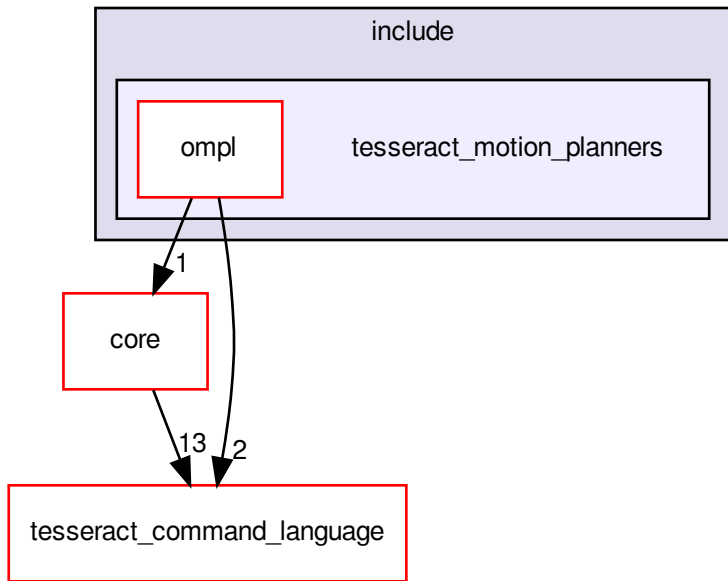 include
ompl
tesseract_motion_planners
1
core
13
2
tesseract_command_language